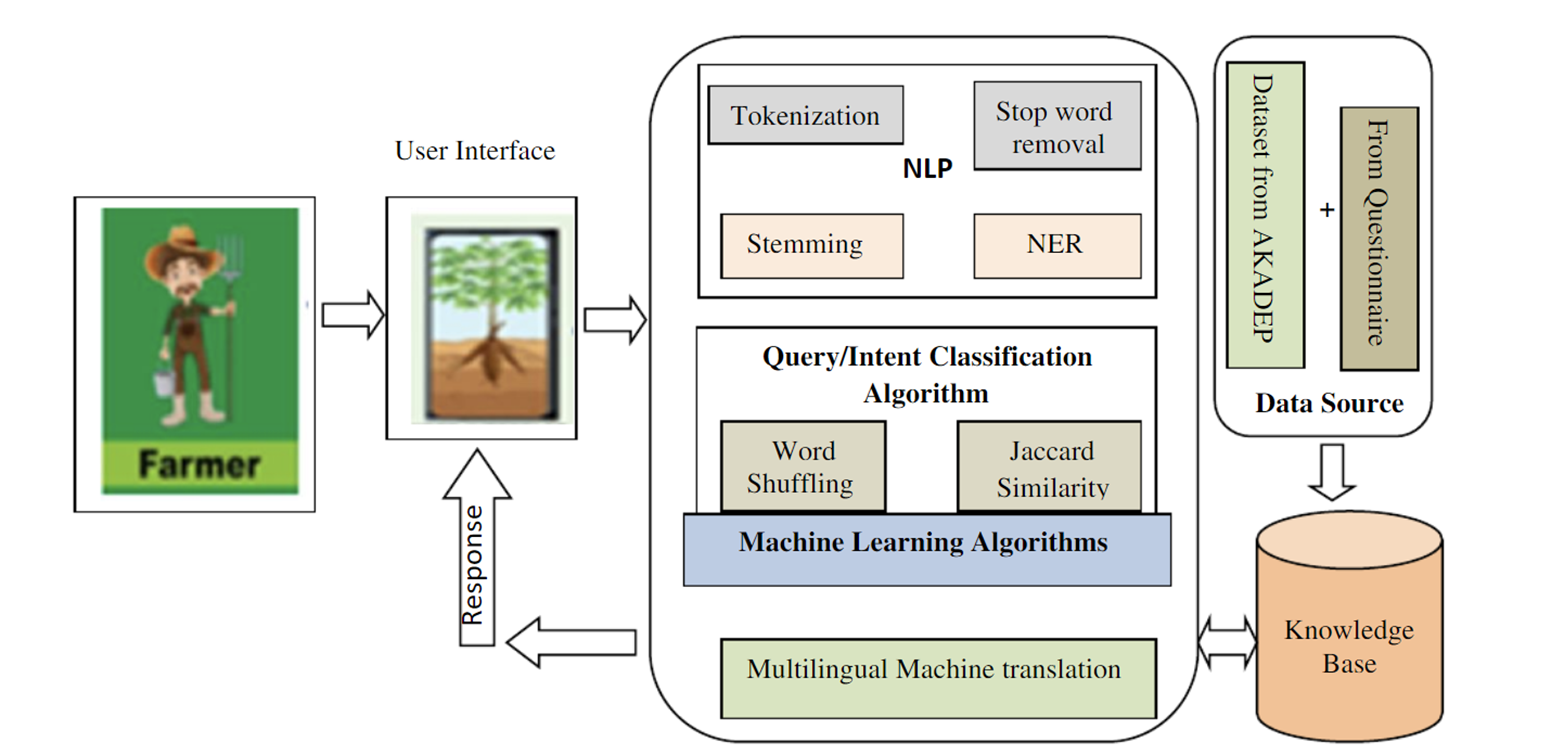 User Interface
Farmer
Response
Tokenization
Stop word
removal
NLP
Stemming
NER
Query/Intent Classification
Algorithm
Word
Shuffling
Jaccard
Similarity
Machine Learning Algorithms
Multilingual Machine translation
Dataset from AKADEP
+
From Questionnaire
Data Source
Knowledge
Base